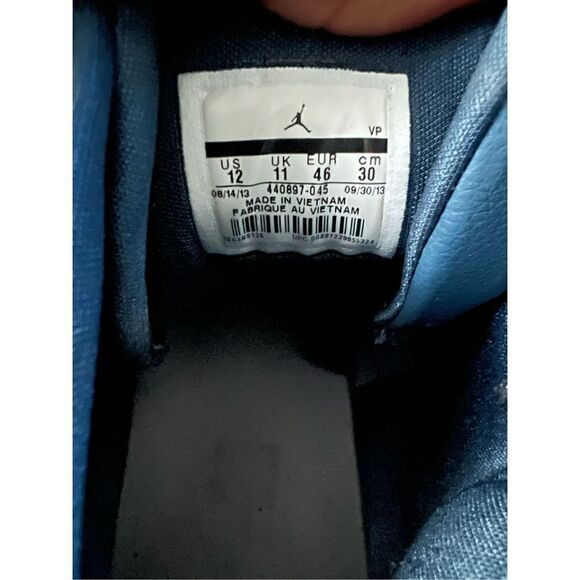 VP
US UK EUR cm
12 11 46 30
08/14/13 440897-045 09/30/13
MADE IN VIETNAM
FABRIQUE AU VIETNAM
UPC